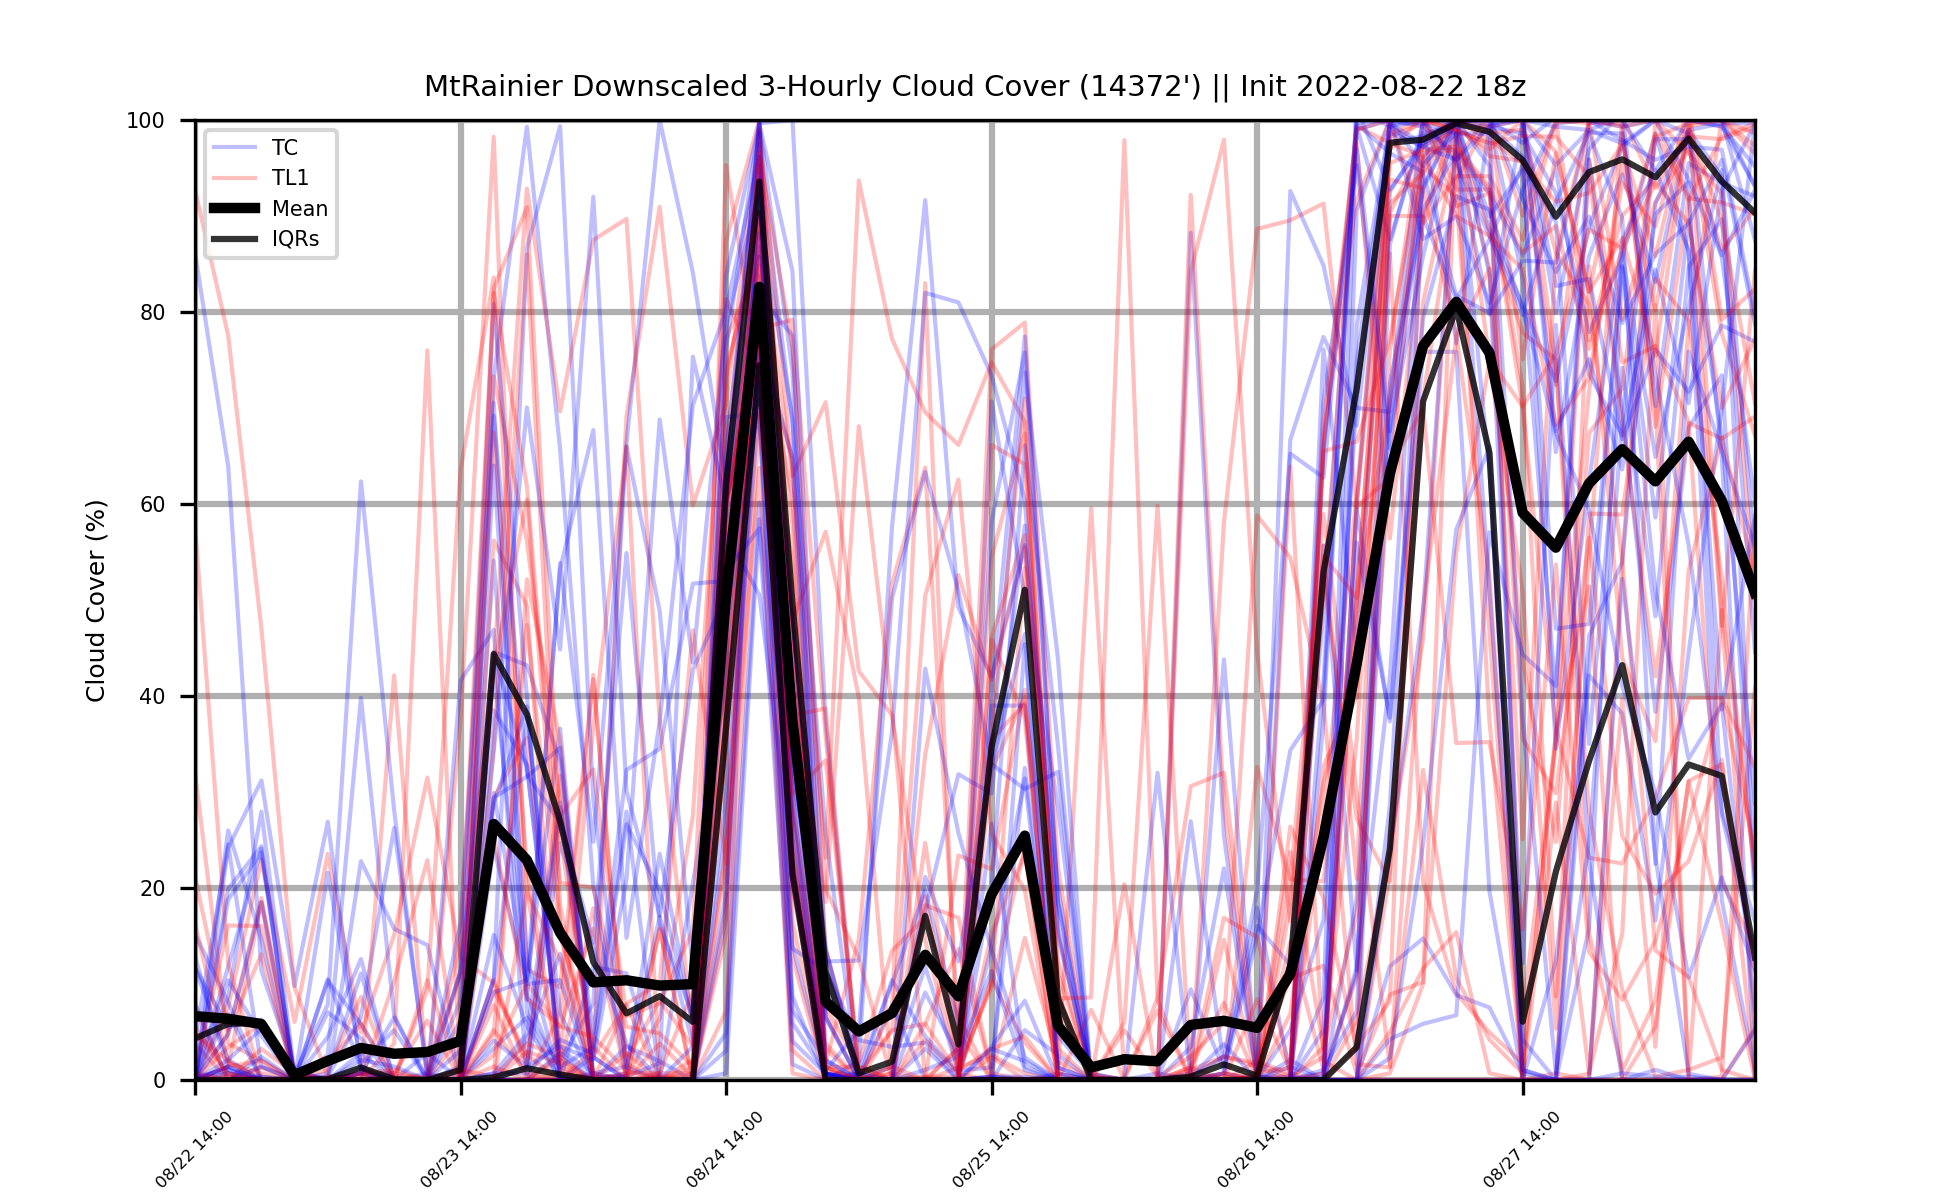 MtRainier Downscaled 3-Hourly Cloud Cover (14372') || Init 2022-08-22 18z
TC
TL1
Mean
IQRs
Cloud Cover (%)
100
80
60
40
20
0
08/22 14:00
08/23 14:00
08/24 14:00
08/25 14:00
08/26 14:00
08/27 14:00